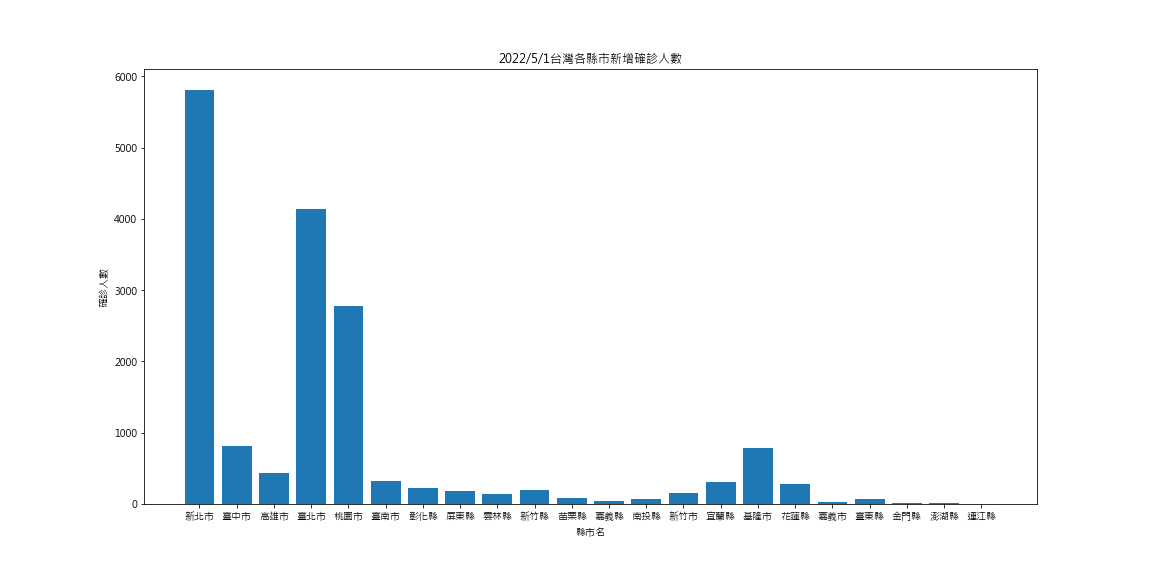 2022/5/1台灣各縣市新增確診人數
6000
5000
4000
3000
2000
1000
0
確診人數
新北市 臺中市 高雄市 臺北市 桃園市 臺南市 彰化縣 屏東縣 雲林縣 新竹縣 苗栗縣 嘉義縣 南投縣 新竹市 宜蘭縣 基隆市 花蓮縣 嘉義市 臺東縣 金門縣 澎湖縣 連江縣
縣市名